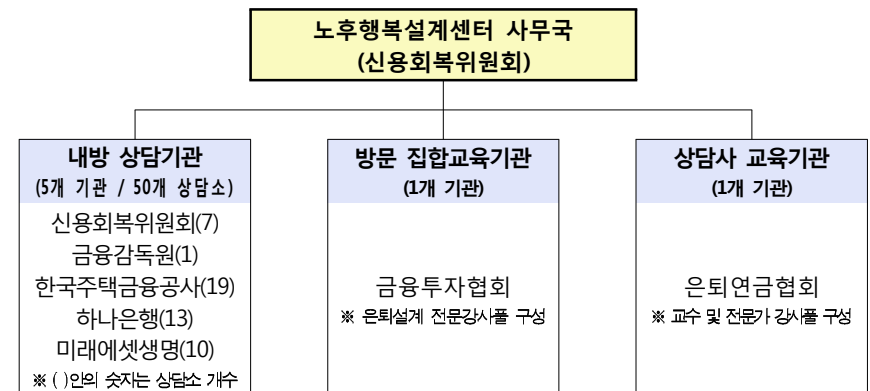 노후행복설계센터 사무국
(신용회복위원회)
내방 상담기관
(5개 기관 / 50개 상담소)
신용회복위원회(7)
금융감독원(1)
한국주택금융공사(19)
하나은행(13)
미래에셋생명(10)
※ ( )안의 숫자는 상담소 개수
방문 집합교육기관
(1개 기관)
금융투자협회
※ 은퇴설계 전문강사풀 구성
상담사 교육기관
(1개 기관)
은퇴연금협회
※ 교수 및 전문가 강사풀 구성